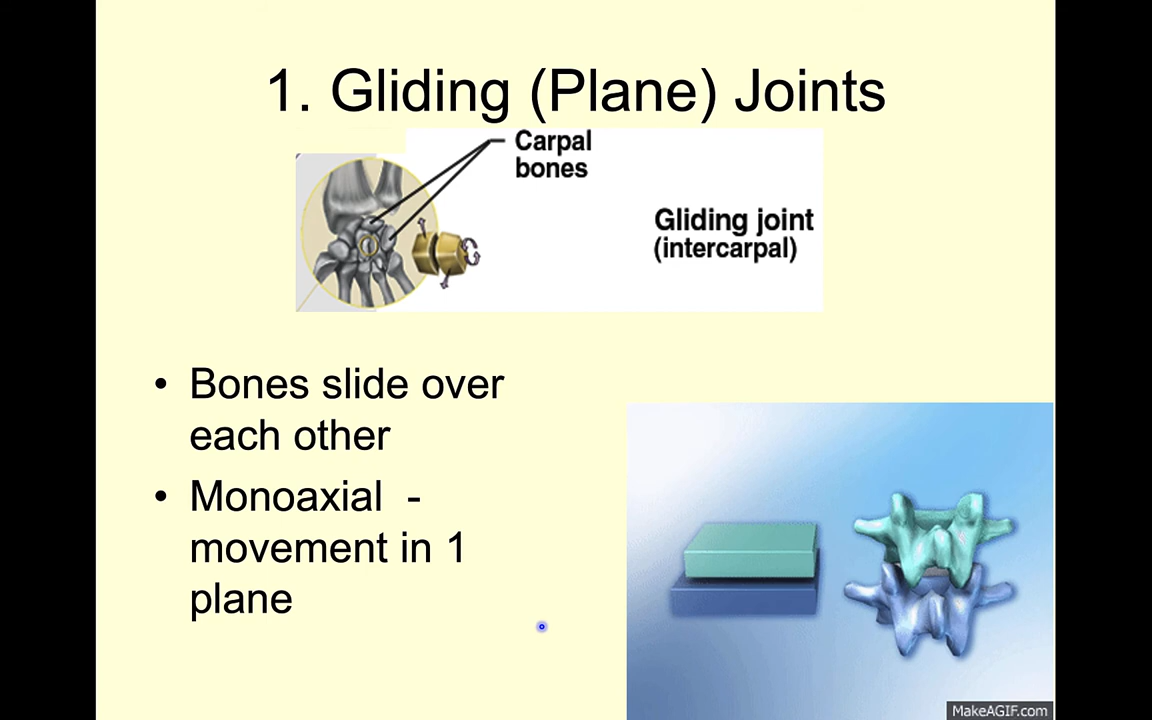 1. Gliding (Plane) Joints
Carpal
bones
Gliding joint
(intercarpal)
• Bones slide over
each other
• Monoaxial  -
movement in 1
plane
MakeAGIF.com